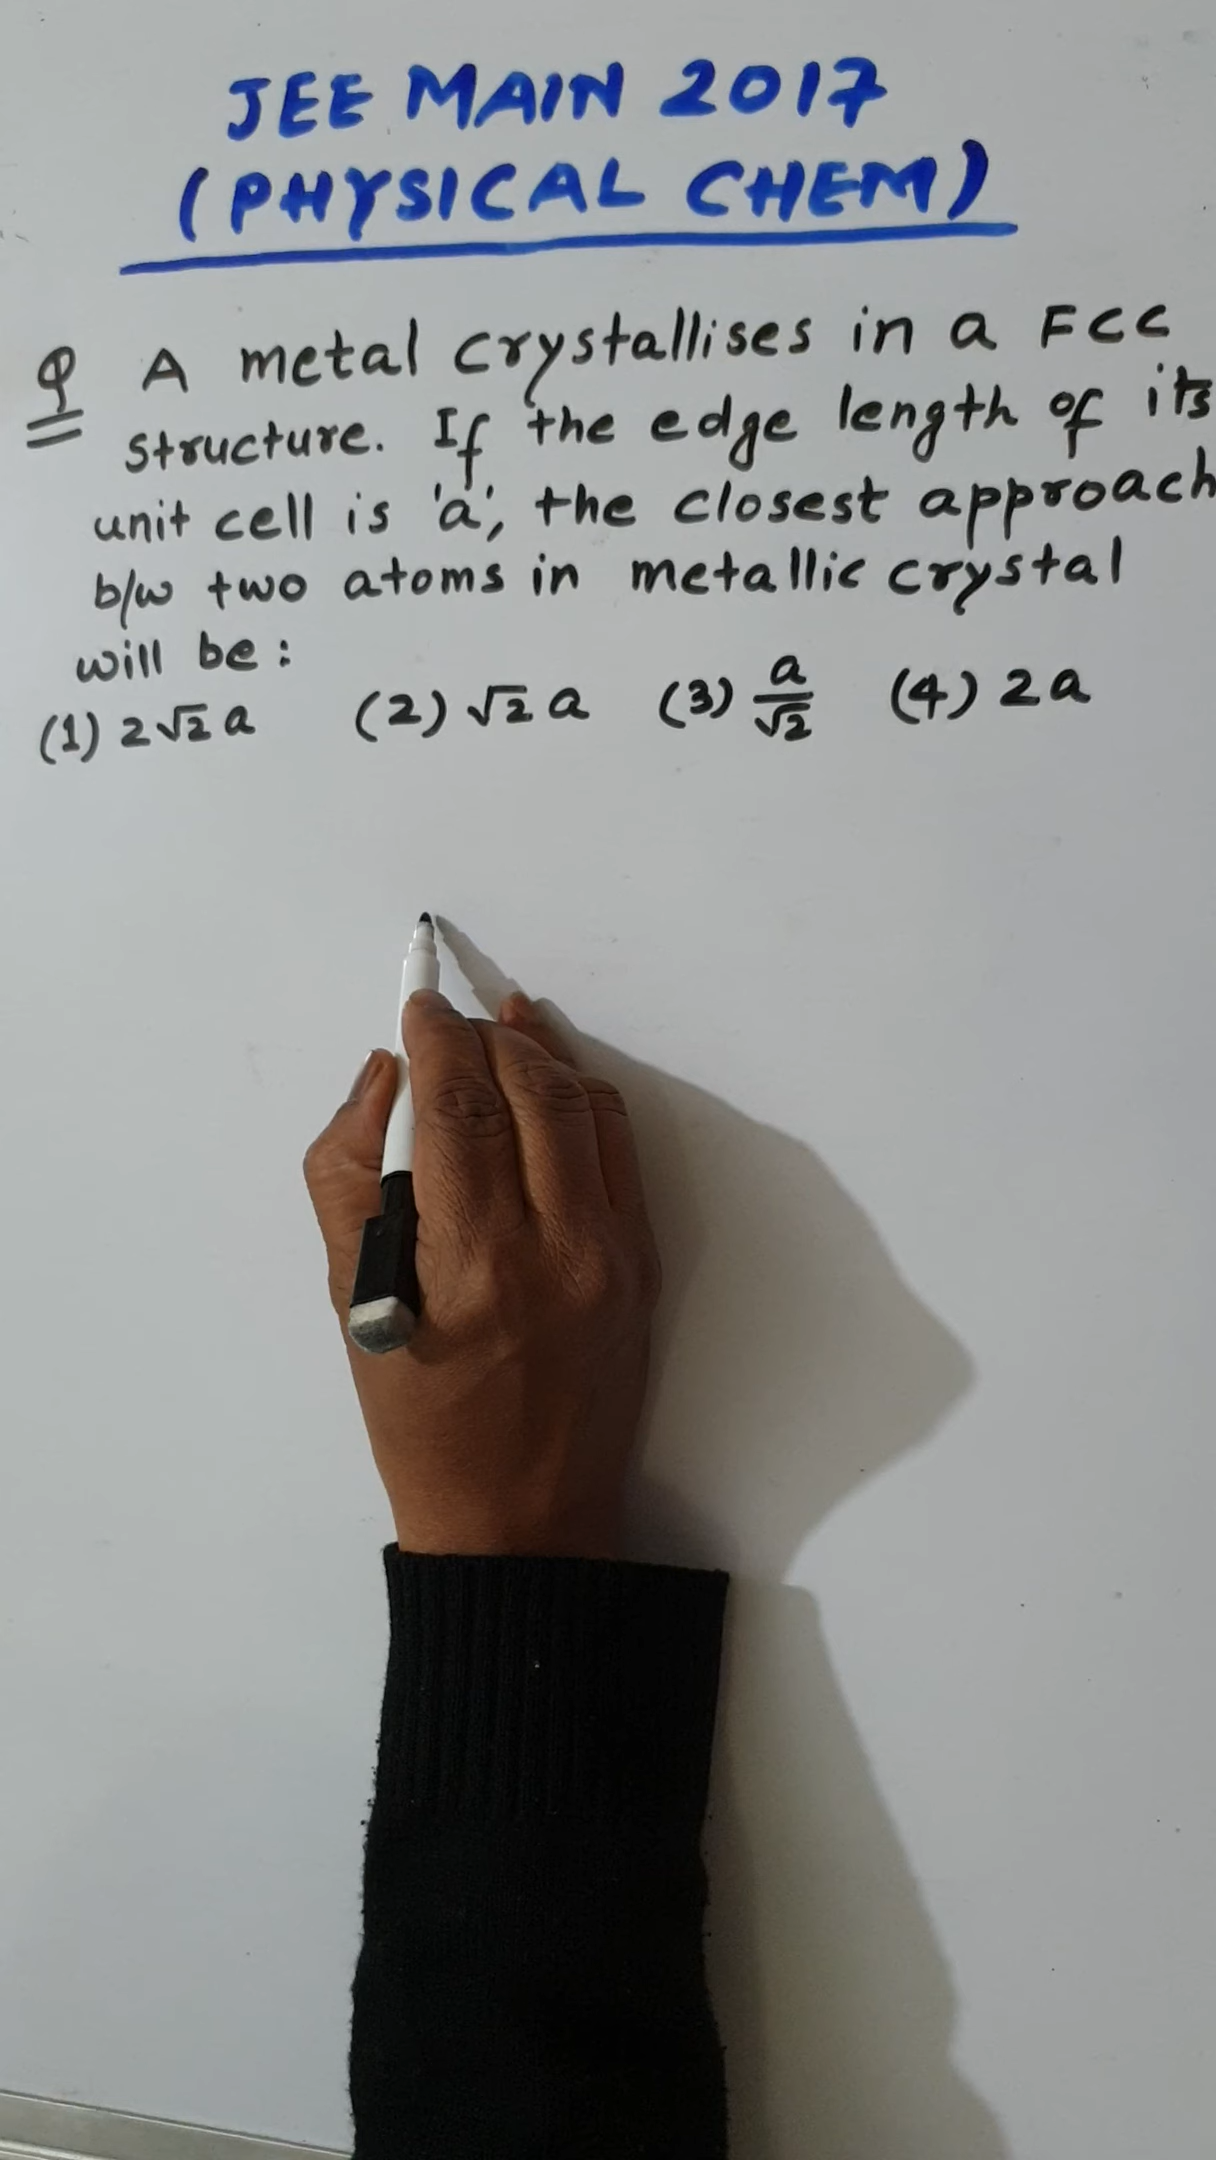 JEE MAIN 2017
(PHYSICAL CHEM)
Q A metal crystallises in a FCC
structure. If the edge length of its
unit cell is 'a', the closest approach
b/w two atoms in metallic crystal
will be:
(1) 2√2 a (2) √2 a (3) a/√2 (4) 2a